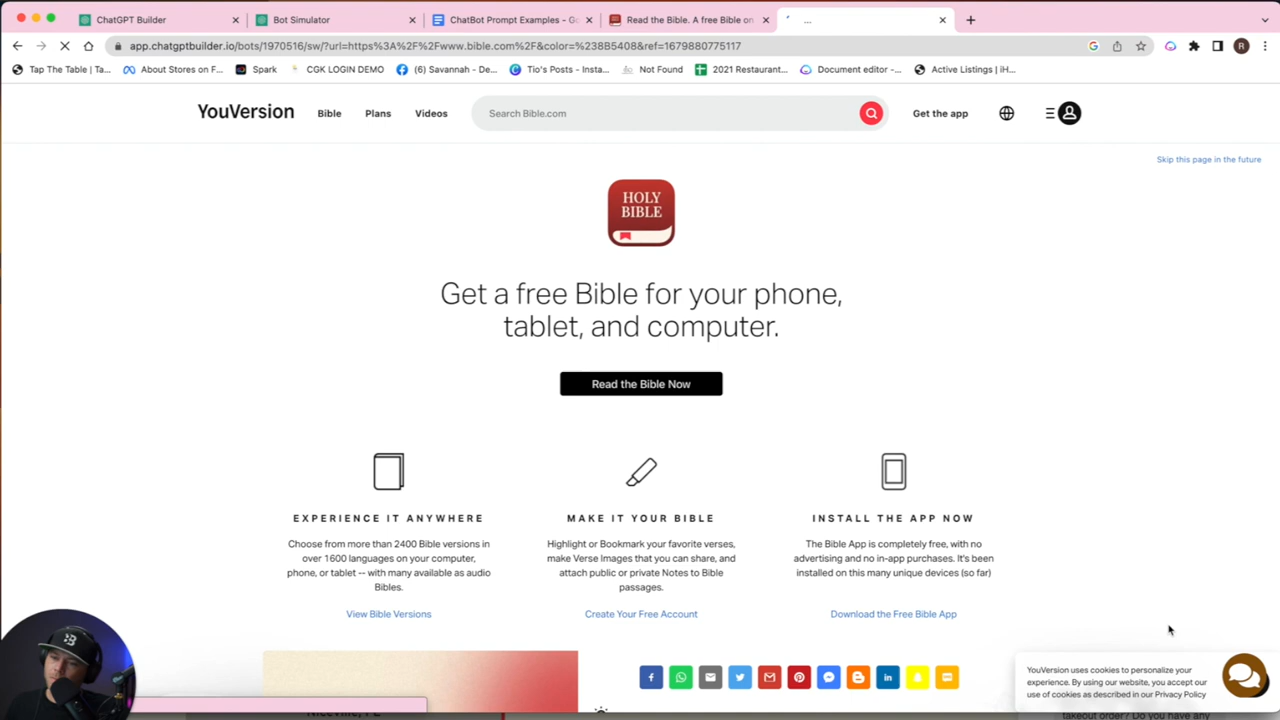 ChatGPT Builder
Bot Simulator
ChatBot Prompt Examples - Go
Read the Bible. A free Bible on
...
app.chatgptbuilder.io/bots/1970516/sw/?url=https%3A%2F%2Fwww.bible.com%2F&color=%238B5408&ref=1679880775117
R
Tap The Table | Ta...
About Stores on F...
Spark
CGK LOGIN DEMO
(6) Savannah - De...
Tio's Posts - Insta...
Not Found
2021 Restaurant...
Document editor -...
Active Listings | iH...
YouVersion
Bible
Plans
Videos
Search Bible.com
Get the app
Skip this page in the future
HOLY
BIBLE
Get a free Bible for your phone,
tablet, and computer.
Read the Bible Now
EXPERIENCE IT ANYWHERE
Choose from more than 2400 Bible versions in
over 1600 languages on your computer,
phone, or tablet -- with many available as audio
Bibles.
View Bible Versions
MAKE IT YOUR BIBLE
Highlight or Bookmark your favorite verses,
make Verse Images that you can share, and
attach public or private Notes to Bible
passages.
Create Your Free Account
INSTALL THE APP NOW
The Bible App is completely free, with no
advertising and no in-app purchases. It's been
installed on this many unique devices (so far)
Download the Free Bible App
YouVersion uses cookies to personalize your
experience. By using our website, you accept our
use of cookies as described in our Privacy Policy
Niceville, FL
takeout order? Do you have any